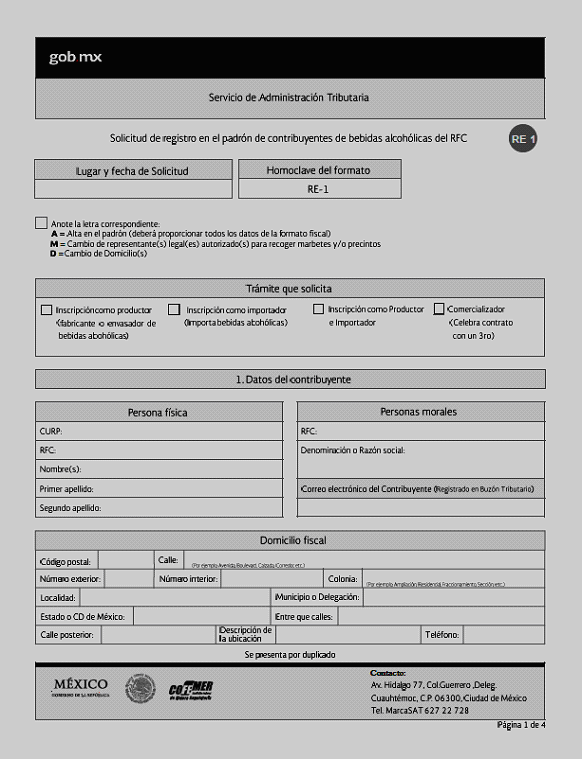 gob mx
Servicio de Administración Tributaria
Solicitud de registro en el padrón de contribuyentes de bebidas alcohólicas del RFC
RE 1
Lugar y fecha de Solicitud
Homoclave del formato
RE-1
Anote la letra correspondiente:
A = Alta en el padrón (deberá proporcionar todos los datos de la formato fiscal)
M = Cambio de representante(s) legal(es) autorizado(s) para recoger marbetes y/o precintos
D = Cambio de Domicilio(s)
Trámite que solicita
Inscripción como productor
(fabricante o envasador de
bebidas alcohólicas)
Inscripción como importador
(Importa bebidas alcohólicas)
Inscripción como Productor
e Importador
Comercializador
(Celebra contrato
con un 3ro)
1. Datos del contribuyente
Persona física
CURP:
RFC:
Nombre(s):
Primer apellido:
Segundo apellido:
Personas morales
RFC:
Denominación o Razón social:
Correo electrónico del Contribuyente (Registrado en Buzón Tributario)
Domicilio fiscal
Código postal:
Calle:
(Por ejemplo Avenida, Boulevard, Calzada, Corredor, etc.)
Número exterior:
Número interior:
Colonia:
(Por ejemplo Ampliación, Residencial, Fraccionamiento, Sección, etc.)
Localidad:
Municipio o Delegación:
Estado o CD de México:
Entre que calles:
Calle posterior:
Descripción de
la ubicación
Teléfono:
Se presenta por duplicado
MÉXICO
GOBIERNO DE LA REPÚBLICA
COFEMER
Contacto:
Av. Hidalgo 77, Col. Guerrero ,Deleg.
Cuauhtémoc, C.P. 06300, Ciudad de México
Tel. MarcaSAT 627 22 728
Página 1 de 4